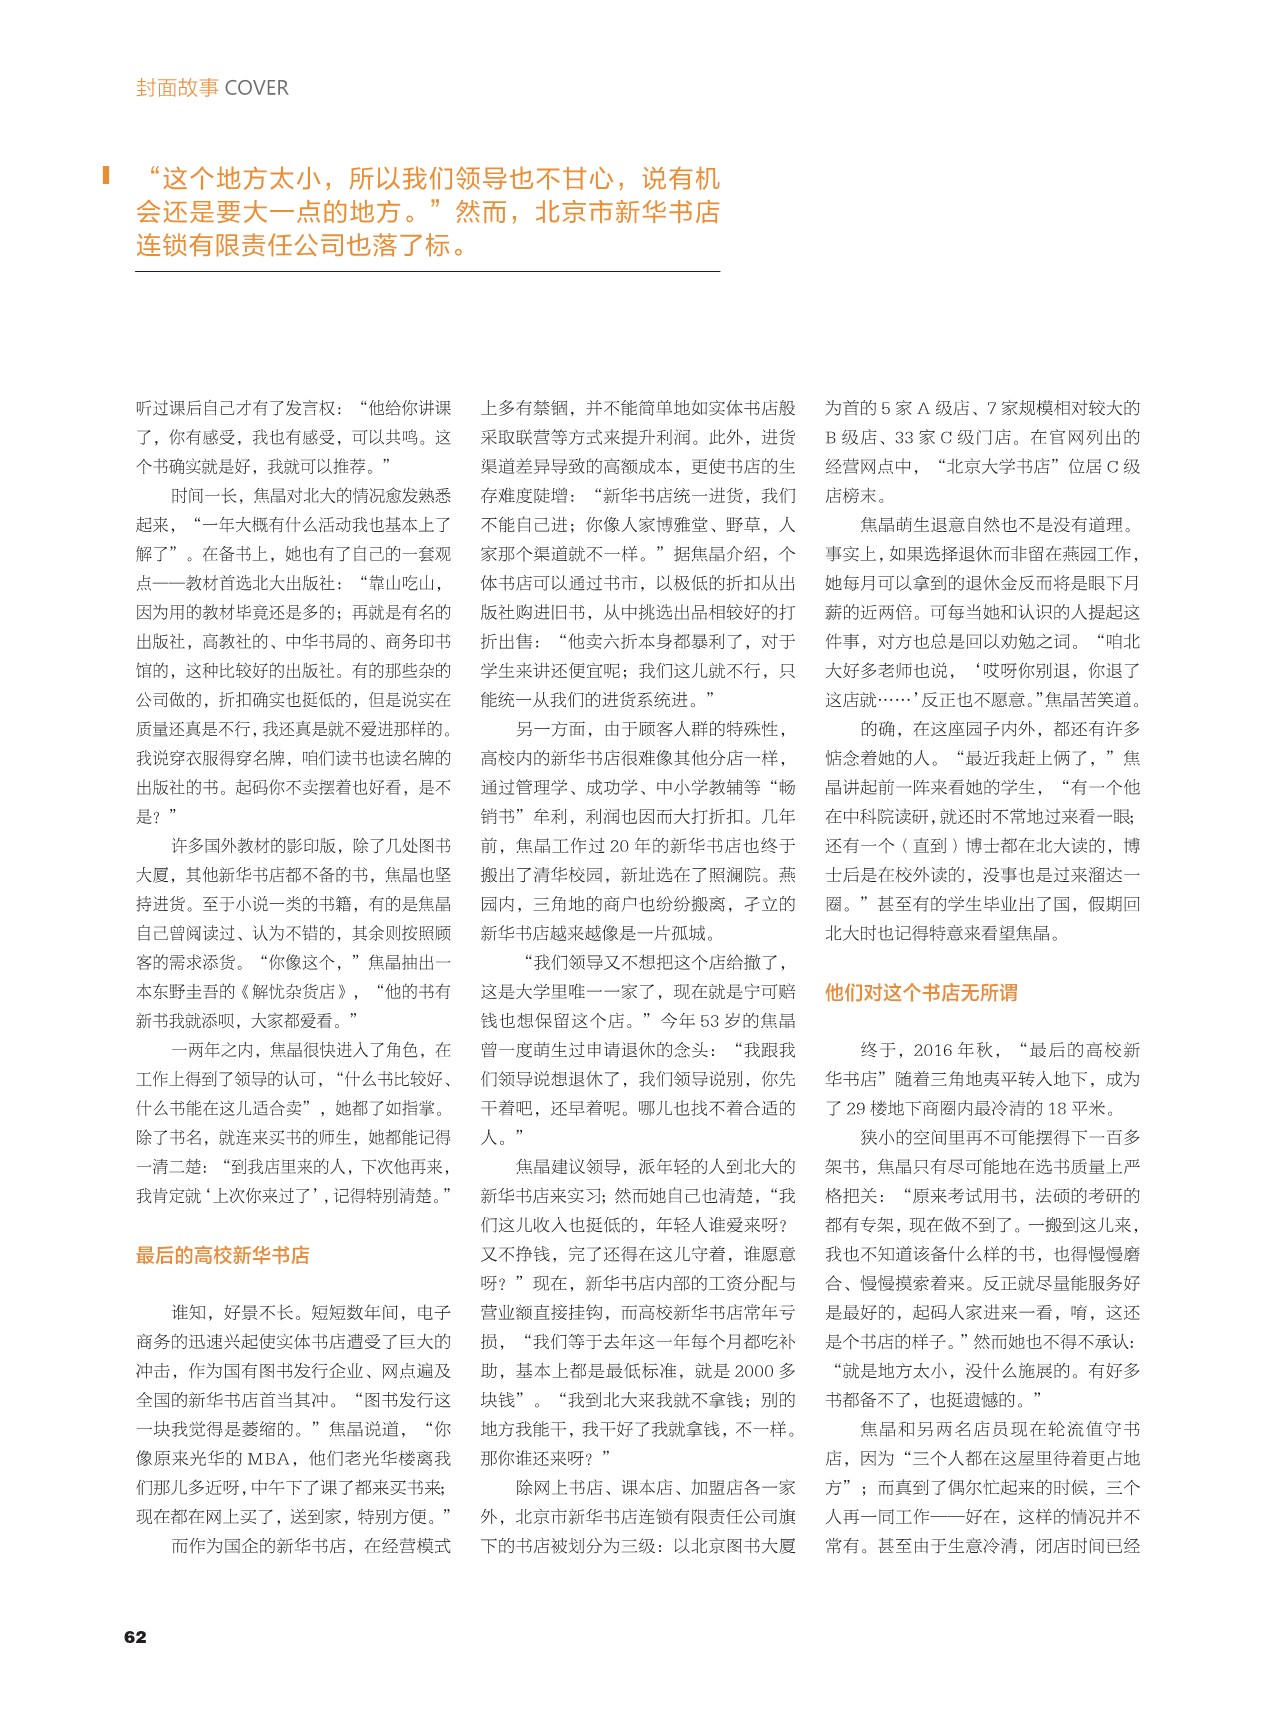 封面故事 COVER
“这个地方太小，所以我们领导也不甘心，说有机
会还是要大一点的地方。”然而，北京市新华书店
连锁有限责任公司也落了标。
听过课后自己才有了发言权：“他给你讲课
了，你有感受，我也有感受，可以共鸣。这
个书确实就是好，我就可以推荐。”
时间一长，焦晶对北大的情况愈发熟悉
起来，“一年大概有什么活动我也基本上了
解了”。在备书上，她也有了自己的一套观
点——教材首选北大出版社：“靠山吃山，
因为用的教材毕竟还是多的；再就是有名的
出版社，高教社的、中华书局的、商务印书
馆的，这种比较好的出版社。有的那些杂的
公司做的，折扣确实也挺低的，但是说实在
质量还真是不行，我还真是就不爱进那样的。
我说穿衣服得穿名牌，咱们读书也读名牌的
出版社的书。起码你不卖摆着也好看，是不
是？”
许多国外教材的影印版，除了几处图书
大厦，其他新华书店都不备的书，焦晶也坚
持进货。至于小说一类的书籍，有的是焦晶
自己曾阅读过、认为不错的，其余则按照顾
客的需求添货。“你像这个，”焦晶抽出一
本东野圭吾的《解忧杂货店》，“他的书有
新书我就添呗，大家都爱看。”
一两年之内，焦晶很快进入了角色，在
工作上得到了领导的认可，“什么书比较好、
什么书能在这儿适合卖”，她都了如指掌。
除了书名，就连来买书的师生，她都能记得
一清二楚：“到我店里来的人，下次他再来，
我肯定就‘上次你来过了’，记得特别清楚。”
最后的高校新华书店
谁知，好景不长。短短数年间，电子
商务的迅速兴起使实体书店遭受了巨大的
冲击，作为国有图书发行企业、网点遍及
全国的新华书店首当其冲。“图书发行这
一块我觉得是萎缩的。”焦晶说道，“你
像原来光华的 MBA，他们老光华楼离我
们那儿多近呀，中午下了课了都来买书来；
现在都在网上买了，送到家，特别方便。”
而作为国企的新华书店，在经营模式
上多有禁锢，并不能简单地如实体书店般
采取联营等方式来提升利润。此外，进货
渠道差异导致的高额成本，更使书店的生
存难度陡增：“新华书店统一进货，我们
不能自己进；你像人家博雅堂、野草，人
家那个渠道就不一样。”据焦晶介绍，个
体书店可以通过书市，以极低的折扣从出
版社购进旧书，从中挑选出品相较好的打
折出售：“他卖六折本身都暴利了，对于
学生来讲还便宜呢；我们这儿就不行，只
能统一从我们的进货系统进。”
另一方面，由于顾客人群的特殊性，
高校内的新华书店很难像其他分店一样，
通过管理学、成功学、中小学教辅等“畅
销书”牟利，利润也因而大打折扣。几年
前，焦晶工作过 20 年的新华书店也终于
搬出了清华校园，新址选在了照澜院。燕
园内，三角地的商户也纷纷搬离，孑立的
新华书店越来越像是一片孤城。
“我们领导又不想把这个店给撤了，
这是大学里唯一一家了，现在就是宁可赔
钱也想保留这个店。”今年 53 岁的焦晶
曾一度萌生过申请退休的念头：“我跟我
们领导说想退休了，我们领导说别，你先
干着吧，还早着呢。哪儿也找不着合适的
人。”
焦晶建议领导，派年轻的人到北大的
新华书店来实习；然而她自己也清楚，“我
们这儿收入也挺低的，年轻人谁爱来呀？
又不挣钱，完了还得在这儿守着，谁愿意
呀？”现在，新华书店内部的工资分配与
营业额直接挂钩，而高校新华书店常年亏
损，“我们等于去年这一年每个月都吃补
助，基本上都是最低标准，就是 2000 多
块钱”。“我到北大来我就不拿钱；别的
地方我能干，我干好了我就拿钱，不一样。
那你谁还来呀？”
除网上书店、课本店、加盟店各一家
外，北京市新华书店连锁有限责任公司旗
下的书店被划分为三级：以北京图书大厦
为首的 5 家 A 级店、7 家规模相对较大的
B 级店、33 家 C 级门店。在官网列出的
经营网点中，“北京大学书店”位居 C 级
店榜末。
焦晶萌生退意自然也不是没有道理。
事实上，如果选择退休而非留在燕园工作，
她每月可以拿到的退休金反而将是眼下月
薪的近两倍。可每当她和认识的人提起这
件事，对方也总是回以劝勉之词。“咱北
大好多老师也说，‘哎呀你别退，你退了
这店就……’反正也不愿意。”焦晶苦笑道。
的确，在这座园子内外，都还有许多
惦念着她的人。“最近我赶上俩了，”焦
晶讲起前一阵来看她的学生，“有一个他
在中科院读研，就还时不常地过来看一眼；
还有一个（直到）博士都在北大读的，博
士后是在校外读的，没事也是过来溜达一
圈。”甚至有的学生毕业出了国，假期回
北大时也记得特意来看望焦晶。
他们对这个书店无所谓
终于，2016 年秋，“最后的高校新
华书店”随着三角地夷平转入地下，成为
了 29 楼地下商圈内最冷清的 18 平米。
狭小的空间里再不可能摆得下一百多
架书，焦晶只有尽可能地在选书质量上严
格把关：“原来考试用书，法硕的考研的
都有专架，现在做不到了。一搬到这儿来，
我也不知道该备什么样的书，也得慢慢磨
合、慢慢摸索着来。反正就尽量能服务好
是最好的，起码人家进来一看，唷，这还
是个书店的样子。”然而她也不得不承认：
“就是地方太小，没什么施展的。有好多
书都备不了，也挺遗憾的。”
焦晶和另两名店员现在轮流值守书
店，因为“三个人都在这屋里待着更占地
方”；而真到了偶尔忙起来的时候，三个
人再一同工作——好在，这样的情况并不
常有。甚至由于生意冷清，闭店时间已经
62